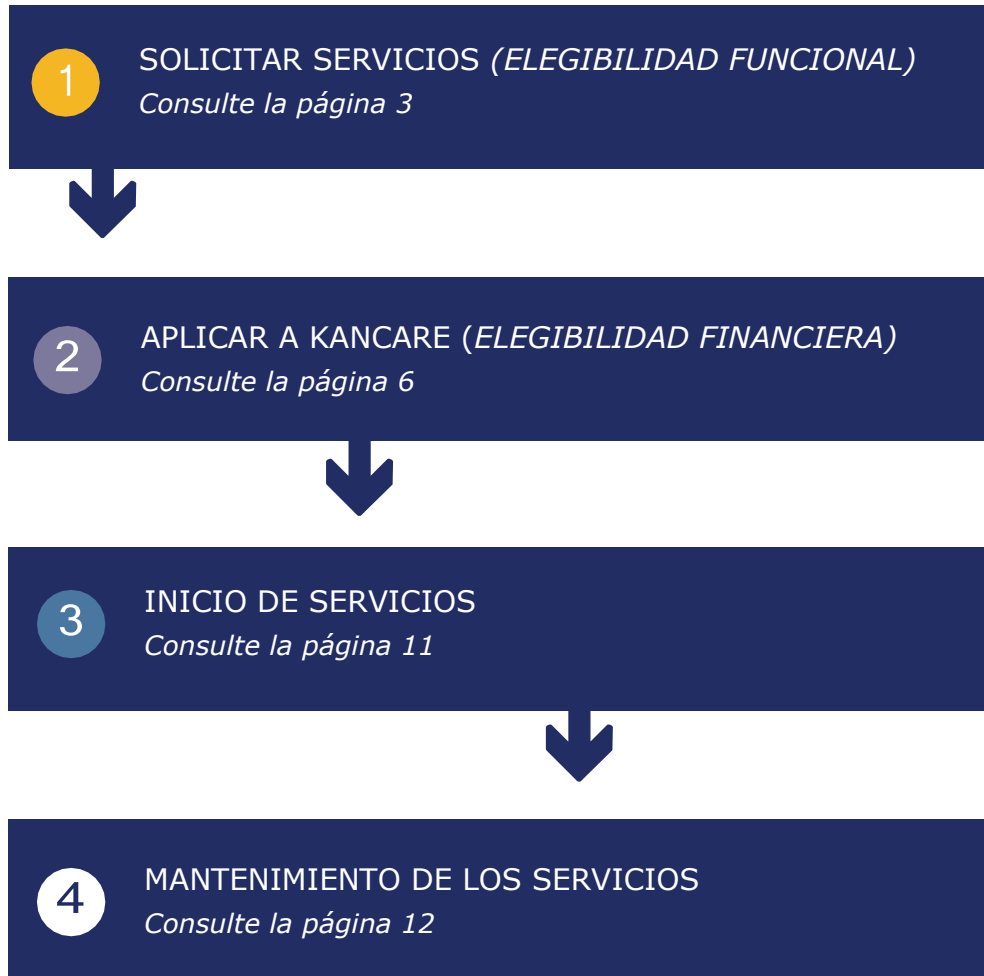 1
SOLICITAR SERVICIOS (ELEGIBILIDAD FUNCIONAL)
Consulte la página 3
2
APLICAR A KANCARE (ELEGIBILIDAD FINANCIERA)
Consulte la página 6
3
INICIO DE SERVICIOS
Consulte la página 11
4
MANTENIMIENTO DE LOS SERVICIOS
Consulte la página 12